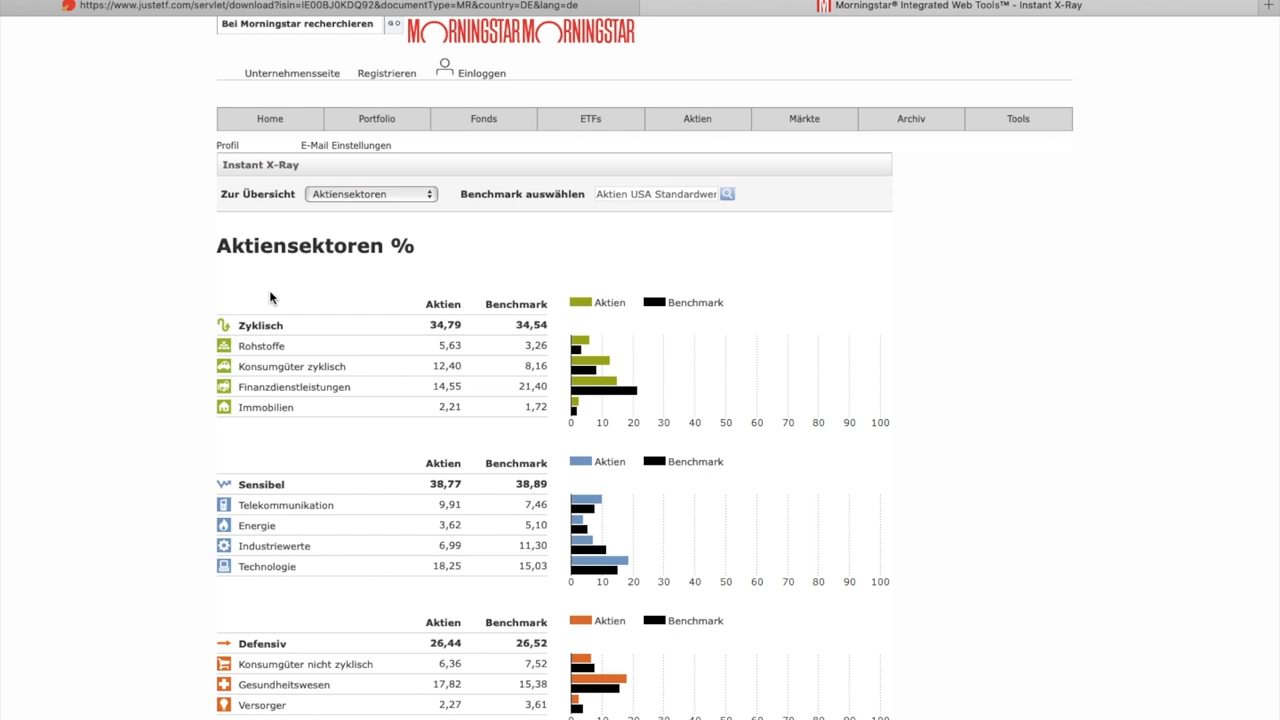 https://www.justetf.com/servlet/download?isin=IE00BJ0KDQ92&documentType=MR&country=DE&lang=de
Morningstar® Integrated Web Tools™ - Instant X-Ray
Bei Morningstar recherchieren GO MORNINGSTAR MORNINGSTAR
Unternehmensseite Registrieren Einloggen
Home Portfolio Fonds ETFs Aktien Märkte Archiv Tools
Profil E-Mail Einstellungen
Instant X-Ray
Zur Übersicht Aktiensektoren Benchmark auswählen Aktien USA Standardwer
Aktiensektoren %
Aktien Benchmark Aktien Benchmark
Zyklisch 34,79 34,54
Rohstoffe 5,63 3,26
Konsumgüter zyklisch 12,40 8,16
Finanzdienstleistungen 14,55 21,40
Immobilien 2,21 1,72
0 10 20 30 40 50 60 70 80 90 100
Aktien Benchmark Aktien Benchmark
Sensibel 38,77 38,89
Telekommunikation 9,91 7,46
Energie 3,62 5,10
Industriewerte 6,99 11,30
Technologie 18,25 15,03
0 10 20 30 40 50 60 70 80 90 100
Aktien Benchmark Aktien Benchmark
Defensiv 26,44 26,52
Konsumgüter nicht zyklisch 6,36 7,52
Gesundheitswesen 17,82 15,38
Versorger 2,27 3,61